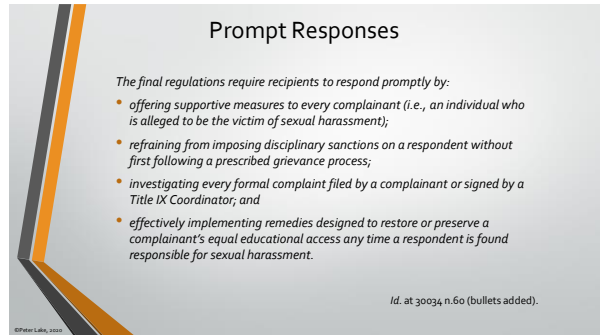 Prompt Responses
The final regulations require recipients to respond promptly by:
• offering supportive measures to every complainant (i.e., an individual who
is alleged to be the victim of sexual harassment);
• refraining from imposing disciplinary sanctions on a respondent without
first following a prescribed grievance process;
• investigating every formal complaint filed by a complainant or signed by a
Title IX Coordinator; and
• effectively implementing remedies designed to restore or preserve a
complainant's equal educational access any time a respondent is found
responsible for sexual harassment.
Id. at 30034 n.60 (bullets added).
©Peter Lake, 2020